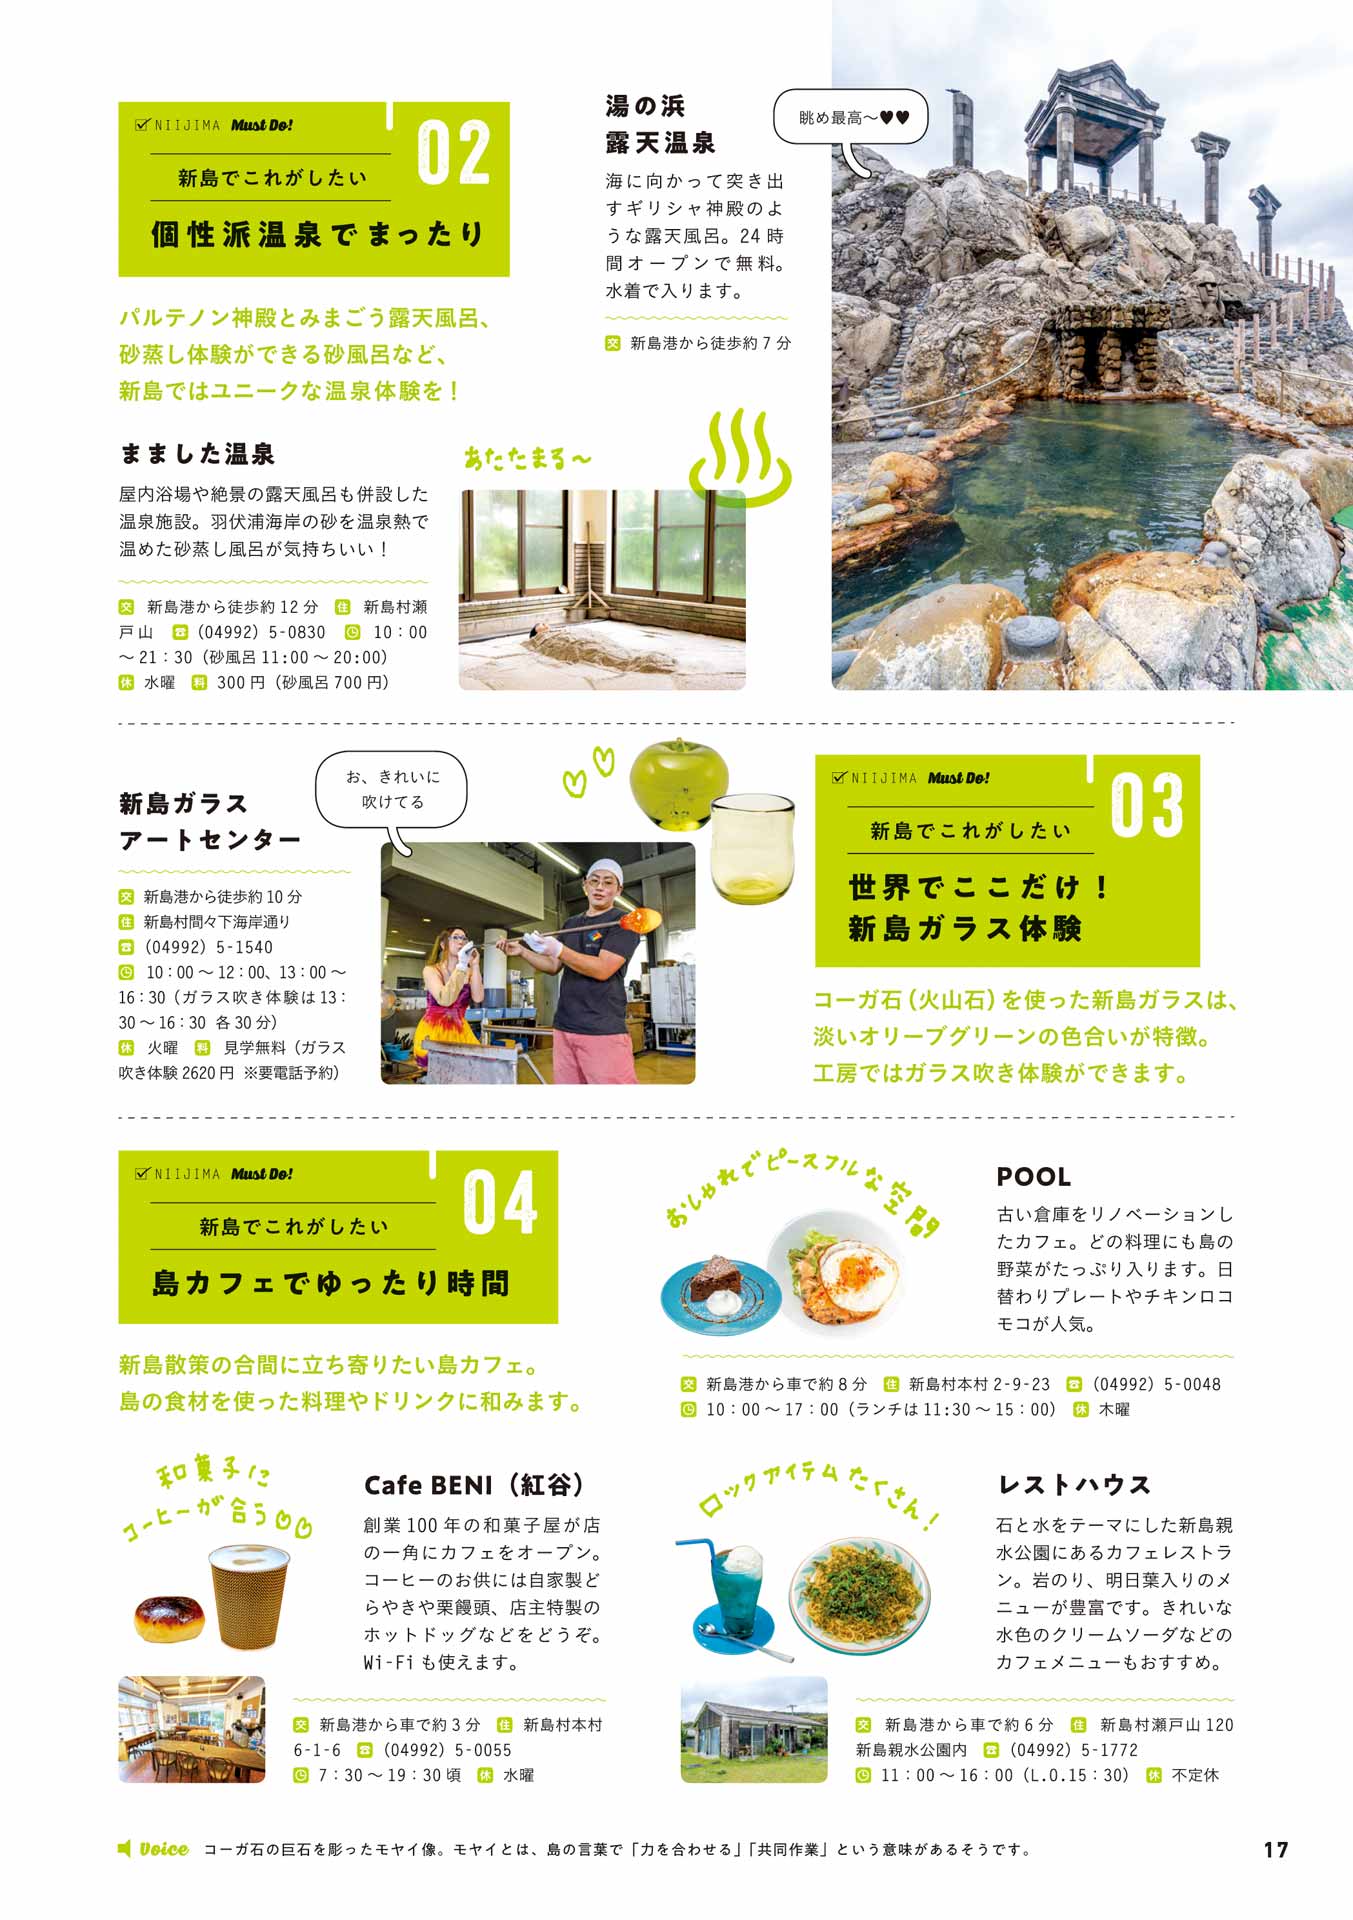 NIIJIMA Must Do!
02
新島でこれがしたい
個性派温泉でまったり
パルテノン神殿とみまごう露天風呂、
砂蒸し体験ができる砂風呂など、
新島ではユニークな温泉体験を！
湯の浜
露天温泉
海に向かって突き出
すギリシャ神殿のよ
うな露天風呂。24時
間オープンで無料。
水着で入ります。
交 新島港から徒歩約7分
眺め最高～♥♥
まました温泉
屋内浴場や絶景の露天風呂も併設した
温泉施設。羽伏浦海岸の砂を温泉熱で
温めた砂蒸し風呂が気持ちいい！
交 新島港から徒歩約12分 住 新島村瀬
戸山 ☎ (04992) 5-0830 10：00
～21：30（砂風呂11:00～20:00）
休 水曜 料 300円（砂風呂700円）
あたたまる～
新島ガラス
アートセンター
交 新島港から徒歩約10分
住 新島村間々下海岸通り
☎ (04992) 5-1540
10：00～12：00、13：00～
16：30（ガラス吹き体験は13：
30～16：30 各30分）
休 火曜 料 見学無料（ガラス
吹き体験2620円 ※要電話予約）
お、きれいに
吹けてる
NIIJIMA Must Do!
03
新島でこれがしたい
世界でここだけ！
新島ガラス体験
コーガ石（火山石）を使った新島ガラスは、
淡いオリーブグリーンの色合いが特徴。
工房ではガラス吹き体験ができます。
NIIJIMA Must Do!
04
新島でこれがしたい
島カフェでゆったり時間
新島散策の合間に立ち寄りたい島カフェ。
島の食材を使った料理やドリンクに和みます。
おしゃれでピースフルな空間
POOL
古い倉庫をリノベーションし
たカフェ。どの料理にも島の
野菜がたっぷり入ります。日
替わりプレートやチキンロコ
モコが人気。
交 新島港から車で約8分 住 新島村本村2-9-23 ☎ (04992) 5-0048
10：00～17：00（ランチは11:30～15：00） 休 木曜
和菓子に
コーヒーが合う
Cafe BENI（紅谷）
創業100年の和菓子屋が店
の一角にカフェをオープン。
コーヒーのお供には自家製ど
らやきや栗饅頭、店主特製の
ホットドッグなどをどうぞ。
Wi-Fiも使えます。
交 新島港から車で約3分 住 新島村本村
6-1-6 ☎ (04992) 5-0055
7：30～19：30頃 休 水曜
ロックアイテムたくさん！
レストハウス
石と水をテーマにした新島親
水公園にあるカフェレストラ
ン。岩のり、明日葉入りのメ
ニューが豊富です。きれいな
水色のクリームソーダなどの
カフェメニューもおすすめ。
交 新島港から車で約6分 住 新島村瀬戸山120
新島親水公園内 ☎ (04992) 5-1772
11：00～16：00（L.O.15：30） 休 不定休
Voice コーガ石の巨石を彫ったモヤイ像。モヤイとは、島の言葉で「力を合わせる」「共同作業」という意味があるそうです。
17